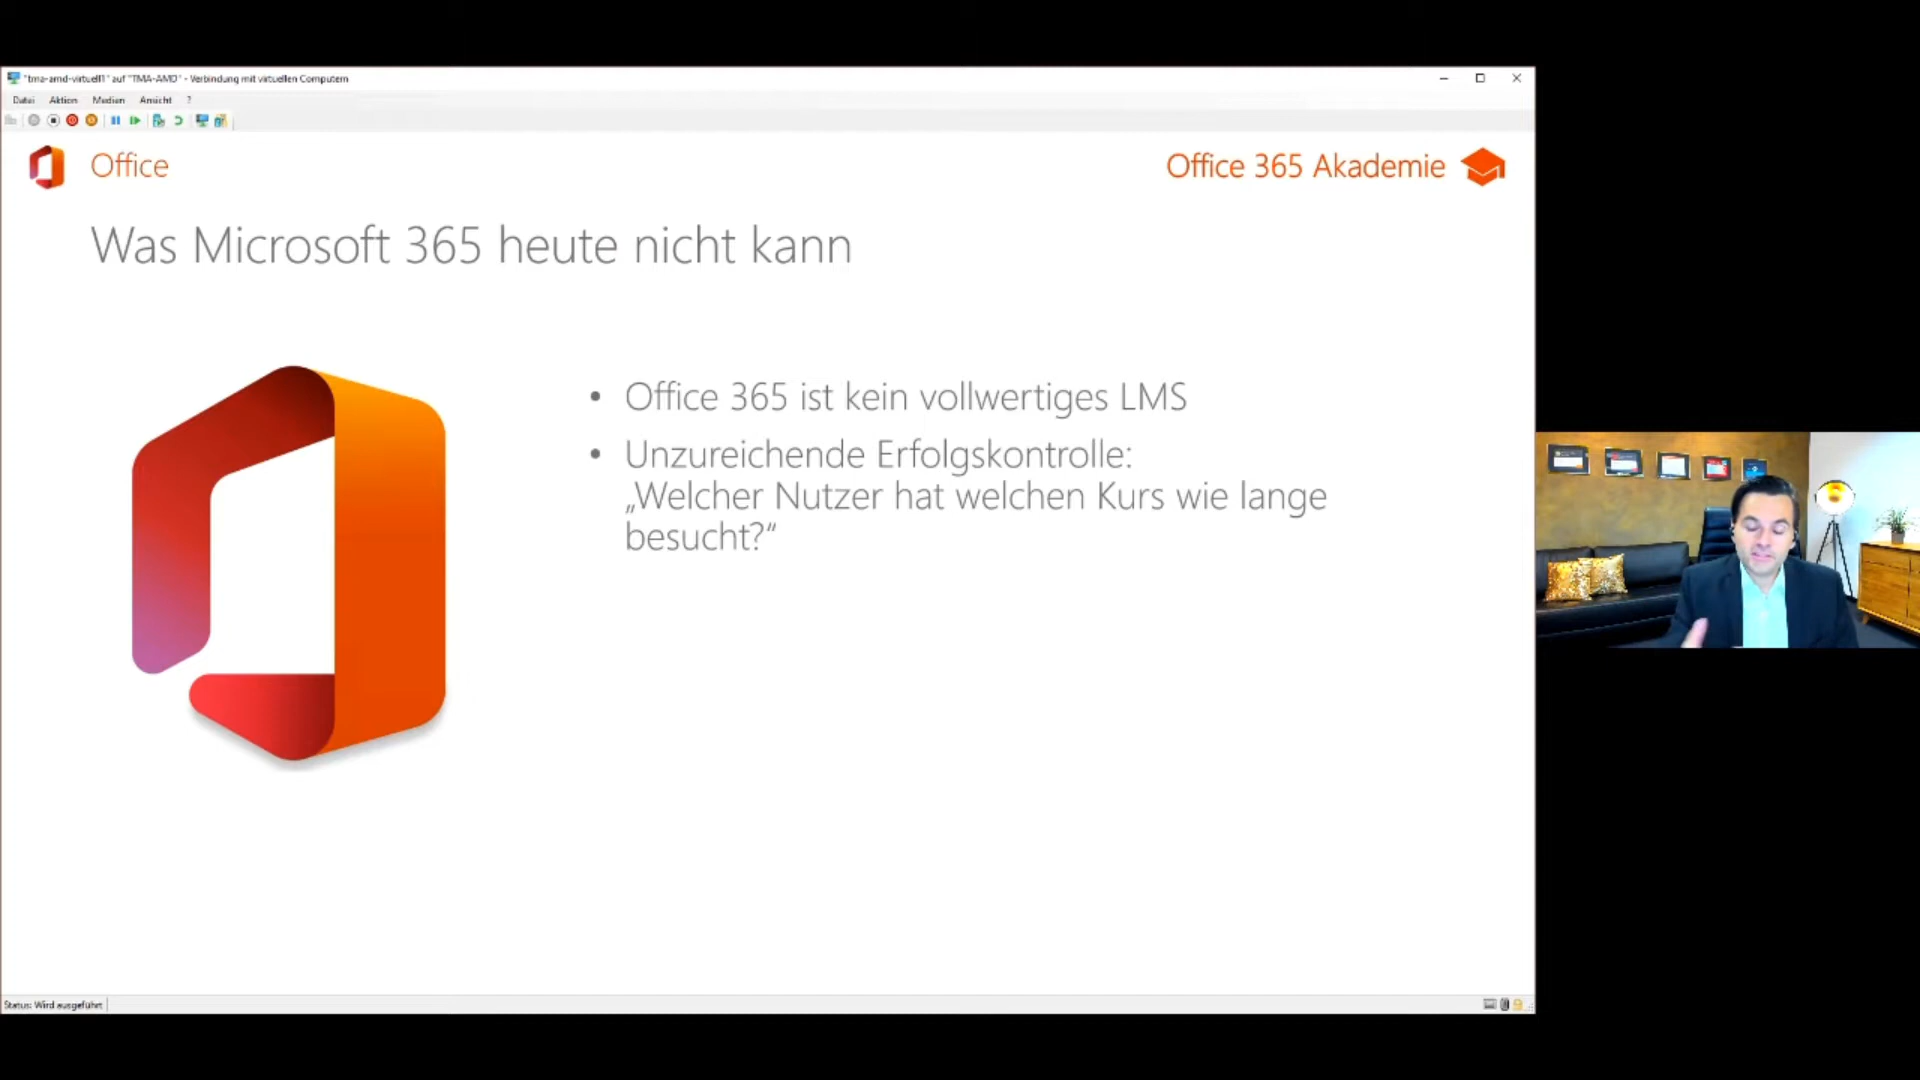 "tma-amd-virtuell1" auf "TMA-AMD" - Verbindung mit virtuellen Computern
Datei Aktion Medien Ansicht ?
Office
Office 365 Akademie
Was Microsoft 365 heute nicht kann
• Office 365 ist kein vollwertiges LMS
• Unzureichende Erfolgskontrolle:
„Welcher Nutzer hat welchen Kurs wie lange
besucht?“
Status: Wird ausgeführt